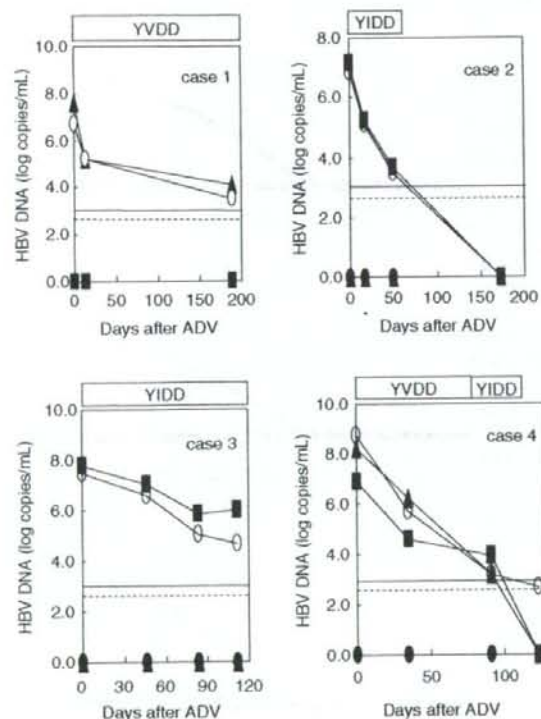 YVDD
10.0
8.0
6.0
4.0
2.0
0.0
HBV DNA (log copies/mL)
case 1
0 50 100 150 200
Days after ADV
YIDD
8.0
6.0
4.0
2.0
0.0
HBV DNA (log copies/mL)
case 2
0 50 100 150 200
Days after ADV
YIDD
10.0
8.0
6.0
4.0
2.0
0.0
HBV DNA (log copies/mL)
case 3
0 30 60 90 120
Days after ADV
YVDD YIDD
10.0
8.0
6.0
4.0
2.0
0.0
HBV DNA (log copies/mL)
case 4
0 50 100
Days after ADV